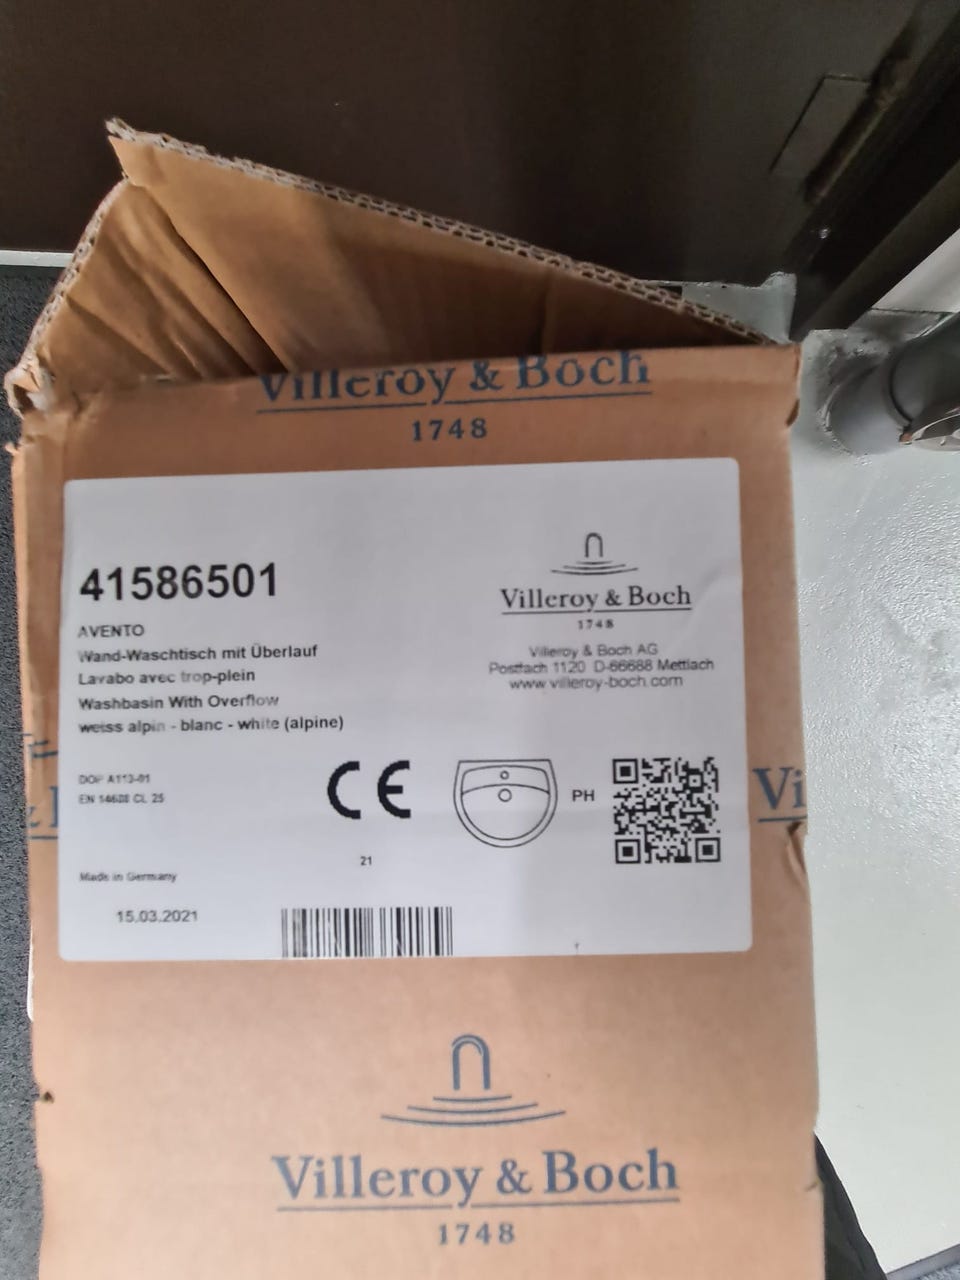 Villeroy & Boch
1748
41586501
AVENTO
Wand-Waschtisch mit Überlauf
Lavabo avec trop-plein
Washbasin With Overflow
weiss alpin - blanc - white (alpine)
Villeroy & Boch
1748
Villeroy & Boch AG
Postfach 1120 D-66688 Mettlach
www.villeroy-boch.com
DOP A113-01
EN 14688 CL 25
CE
PH
21
Made in Germany
15.03.2021
Vi
Villeroy & Boch
1748